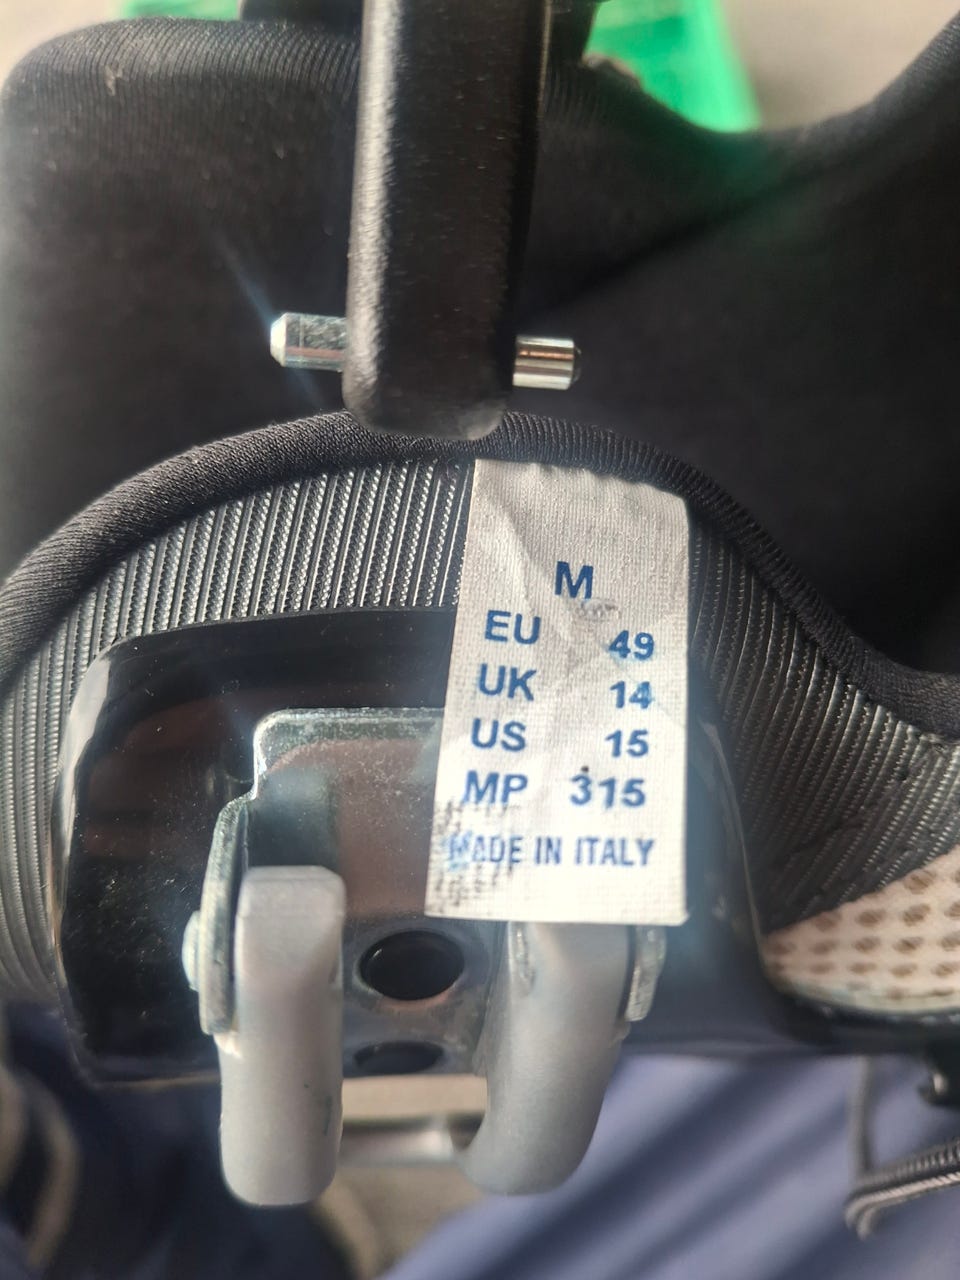 M
EU 49
UK 14
US 15
MP 315
MADE IN ITALY